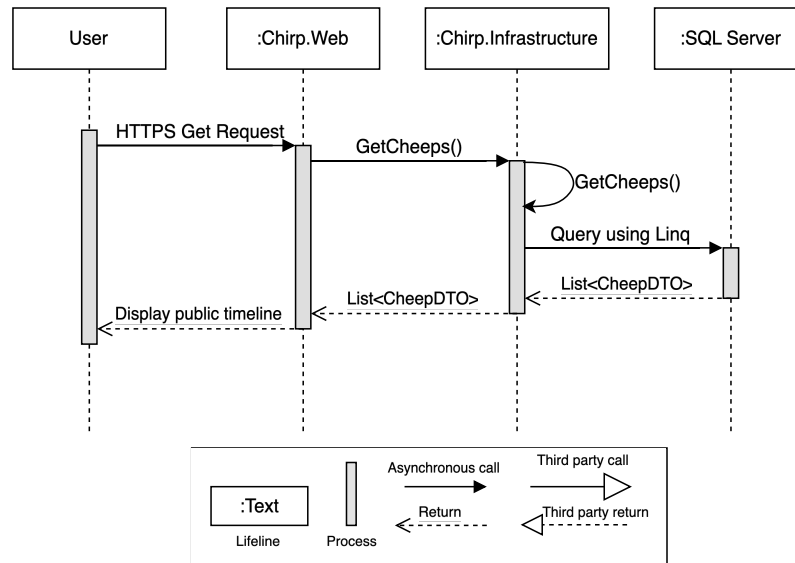 User
:Chirp.Web
:Chirp.Infrastructure
:SQL Server
HTTPS Get Request
GetCheeps()
GetCheeps()
Query using Linq
List<CheepDTO>
List<CheepDTO>
Display public timeline
:Text
Lifeline
Process
Asynchronous call
Return
Third party call
Third party return